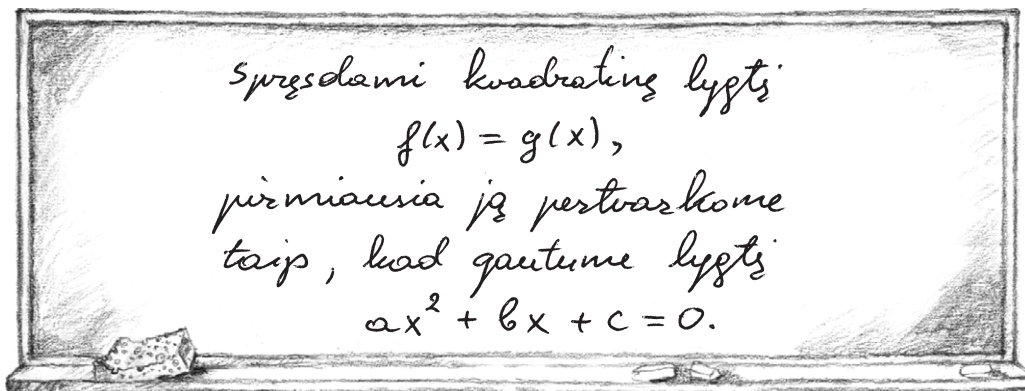 spręsdami kvadratinę lygtį
f(x) = g(x),
pirmiausia ją pertvarkome
taip, kad gautume lygtį
ax² + bx + c = 0.